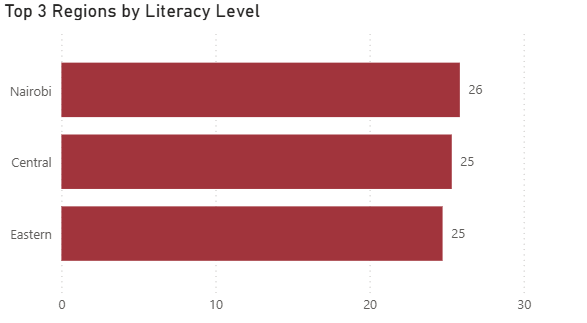 Top 3 Regions by Literacy Level
Nairobi 26
Central 25
Eastern 25
0 10 20 30